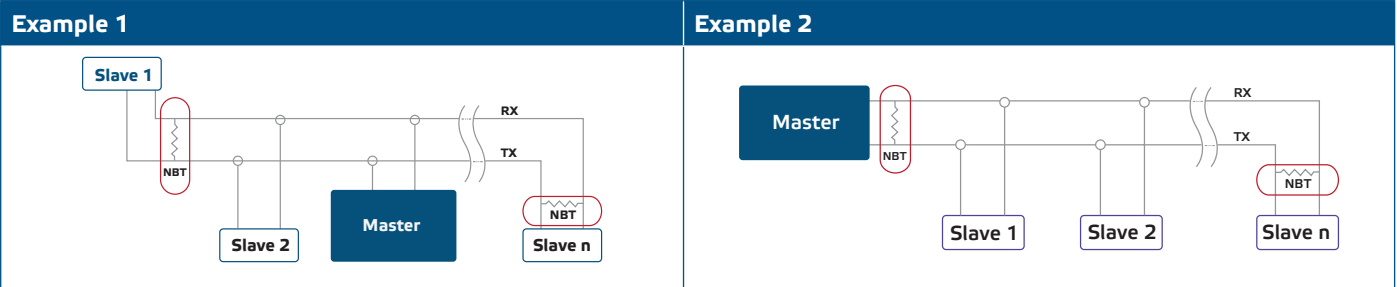 Example 1
Slave 1
RX
TX
NBT
NBT
Master
Slave 2
Slave n
Example 2
RX
Master
TX
NBT
NBT
Slave 1
Slave 2
Slave n